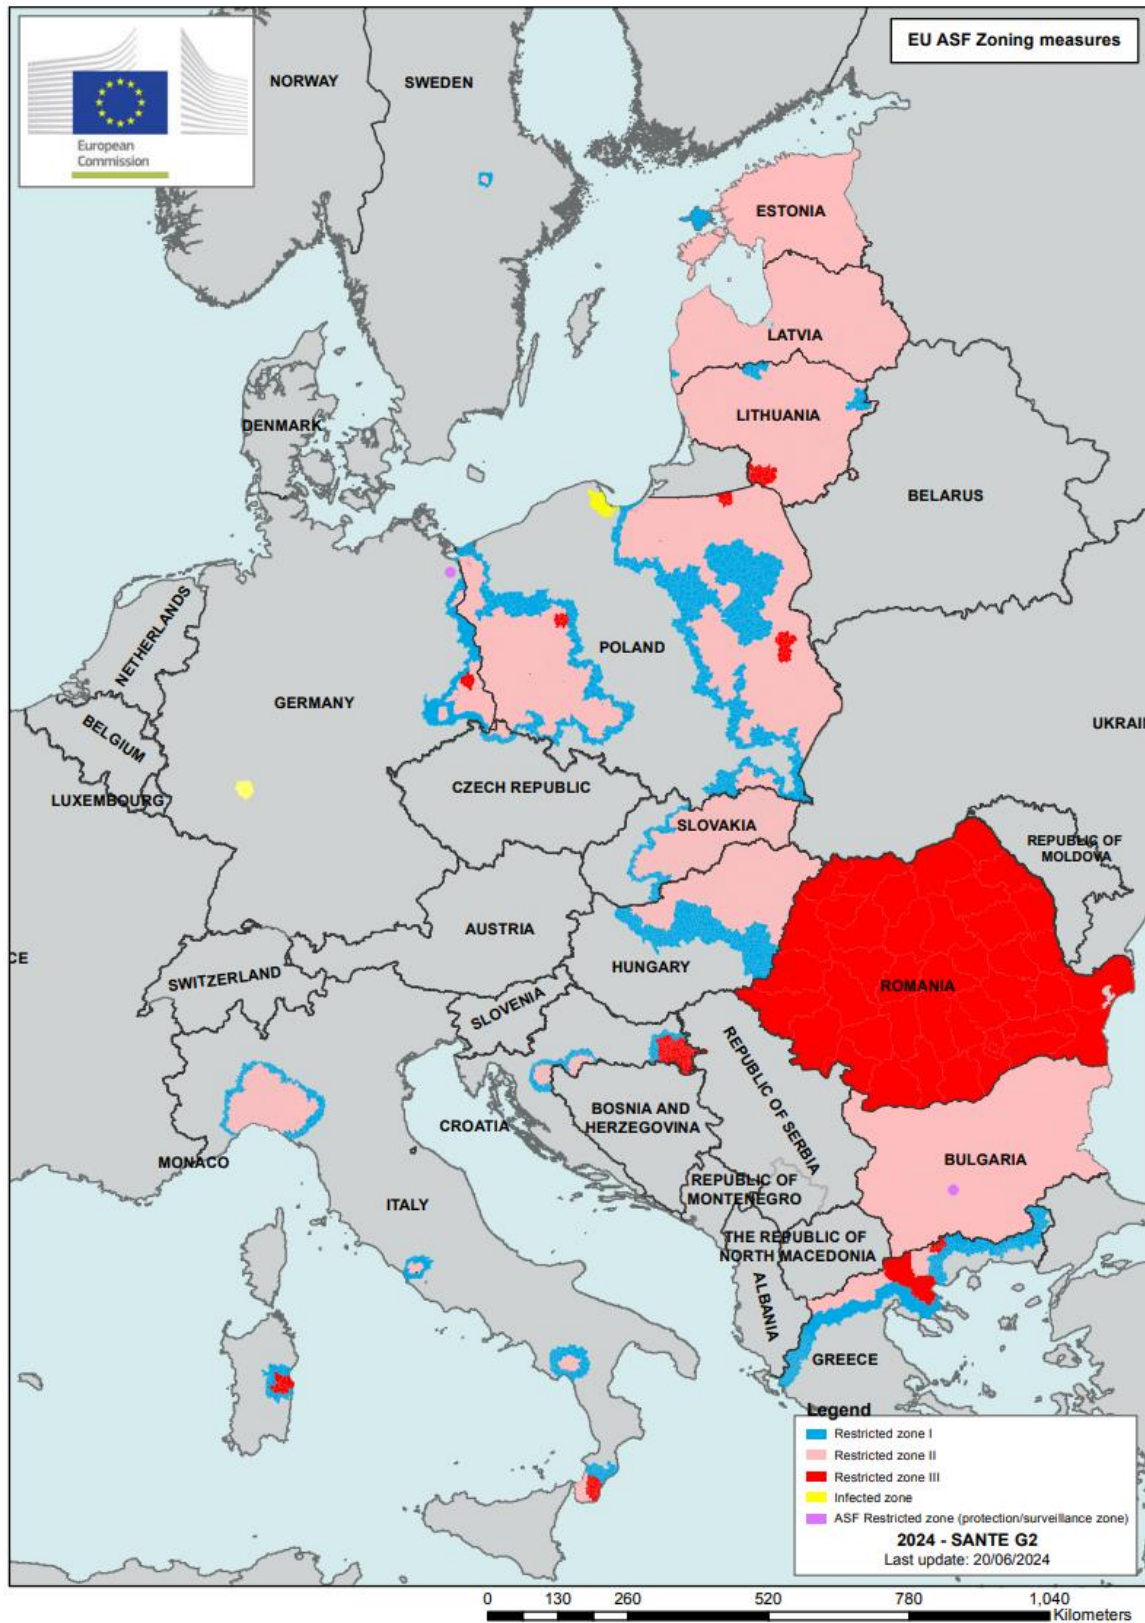 EU ASF Zoning measures
European
Commission
NORWAY
SWEDEN
ESTONIA
LATVIA
LITHUANIA
DENMARK
BELARUS
NETHERLANDS
POLAND
GERMANY
BELGIUM
UKRAI
LUXEMBOURG
CZECH REPUBLIC
SLOVAKIA
REPUBLIC OF
MOLDOVA
AUSTRIA
CE
HUNGARY
SWITZERLAND
ROMANIA
SLOVENIA
REPUBLIC OF SERBIA
BOSNIA AND
HERZEGOVINA
CROATIA
MONACO
BULGARIA
REPUBLIC OF
MONTENEGRO
ITALY
THE REPUBLIC OF
NORTH MACEDONIA
ALBANIA
GREECE
Legend
Restricted zone I
Restricted zone II
Restricted zone III
Infected zone
ASF Restricted zone (protection/surveillance zone)
2024 - SANTE G2
Last update: 20/06/2024
0 130 260 520 780 1,040
Kilometers